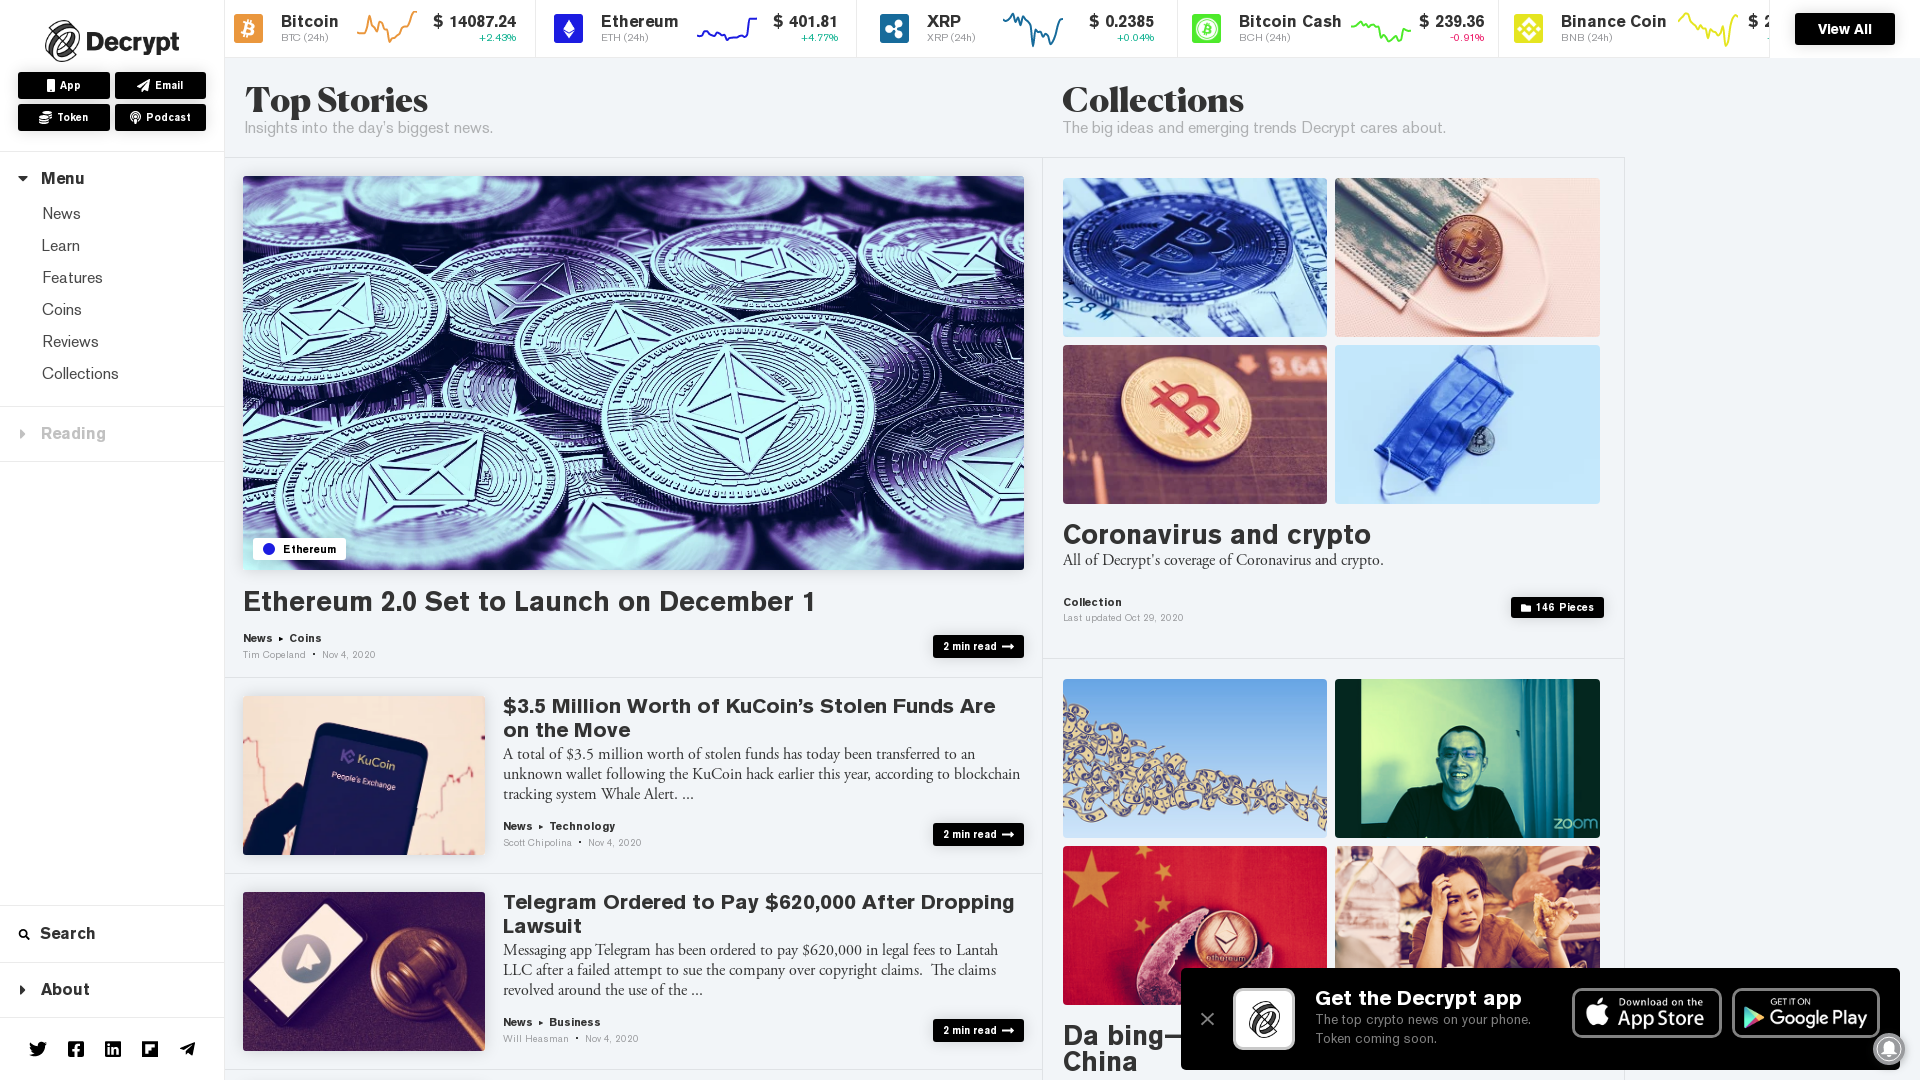 Decrypt
App
Email
Token
Podcast
Menu
News
Learn
Features
Coins
Reviews
Collections
Reading
Search
About
Bitcoin
BTC (24h)
$ 14087.24
+2.43%
Ethereum
ETH (24h)
$ 401.81
+4.77%
XRP
XRP (24h)
$ 0.2385
+0.04%
Bitcoin Cash
BCH (24h)
$ 239.36
-0.91%
Binance Coin
BNB (24h)
$ 2
View All
Top Stories
Insights into the day's biggest news.
Ethereum
Ethereum 2.0 Set to Launch on December 1
News ▸ Coins
Tim Copeland • Nov 4, 2020
2 min read
KuCoin
People's Exchange
$3.5 Million Worth of KuCoin’s Stolen Funds Are
on the Move
A total of $3.5 million worth of stolen funds has today been transferred to an
unknown wallet following the KuCoin hack earlier this year, according to blockchain
tracking system Whale Alert. ...
News ▸ Technology
Scott Chipolina • Nov 4, 2020
2 min read
Telegram Ordered to Pay $620,000 After Dropping
Lawsuit
Messaging app Telegram has been ordered to pay $620,000 in legal fees to Lantah
LLC after a failed attempt to sue the company over copyright claims.  The claims
revolved around the use of the ...
News ▸ Business
Will Heasman • Nov 4, 2020
2 min read
Collections
The big ideas and emerging trends Decrypt cares about.
3.64
Coronavirus and crypto
All of Decrypt's coverage of Coronavirus and crypto.
Collection
Last updated Oct 29, 2020
146 Pieces
zoom
ethereum
Da bing—
China
Get the Decrypt app
The top crypto news on your phone.
Token coming soon.
Download on the
App Store
GET IT ON
Google Play